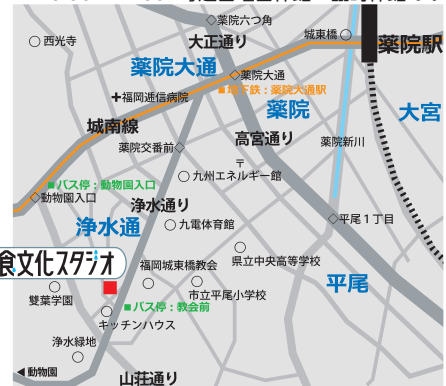 薬院六つ角
西光寺
大正通り
城東橋
薬院駅
薬院大通
薬院大通
■地下鉄：薬院大通駅
福岡逓信病院
薬院
大宮
城南線
高宮通り
薬院新川
薬院交番前
〒
九州エネルギー館
■バス停：動物園入口
動物園入口
浄水通り
浄水通
九電体育館
平尾1丁目
食文化スタジオ
福岡城東橋教会
県立中央高等学校
平尾
雙葉学園
市立平尾小学校
■バス停：教会前
キッチンハウス
浄水緑地
◀動物園
山荘通り